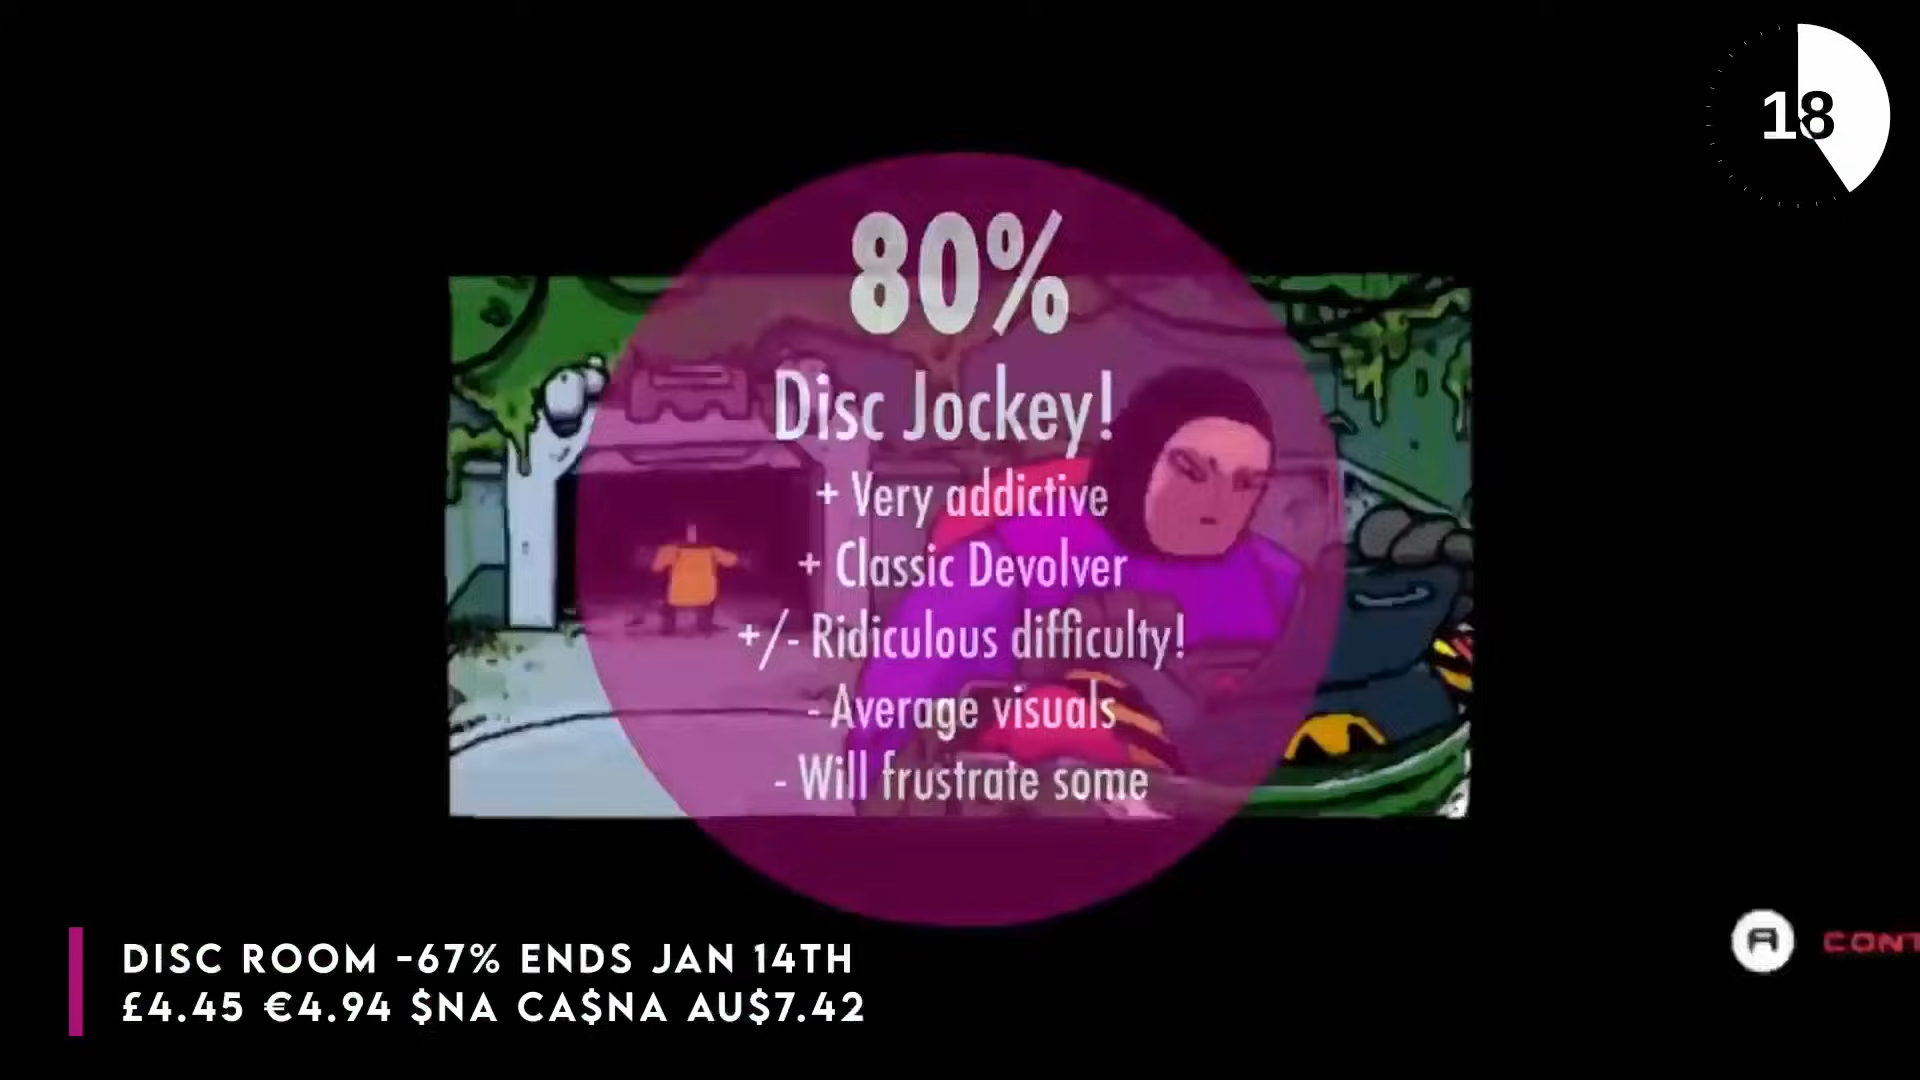 18
80%
Disc Jockey!
+ Very addictive
+ Classic Devolver
+/- Ridiculous difficulty!
- Average visuals
- Will frustrate some
A CONT
DISC ROOM -67% ENDS JAN 14TH
£4.45 €4.94 $NA CA$NA AU$7.42